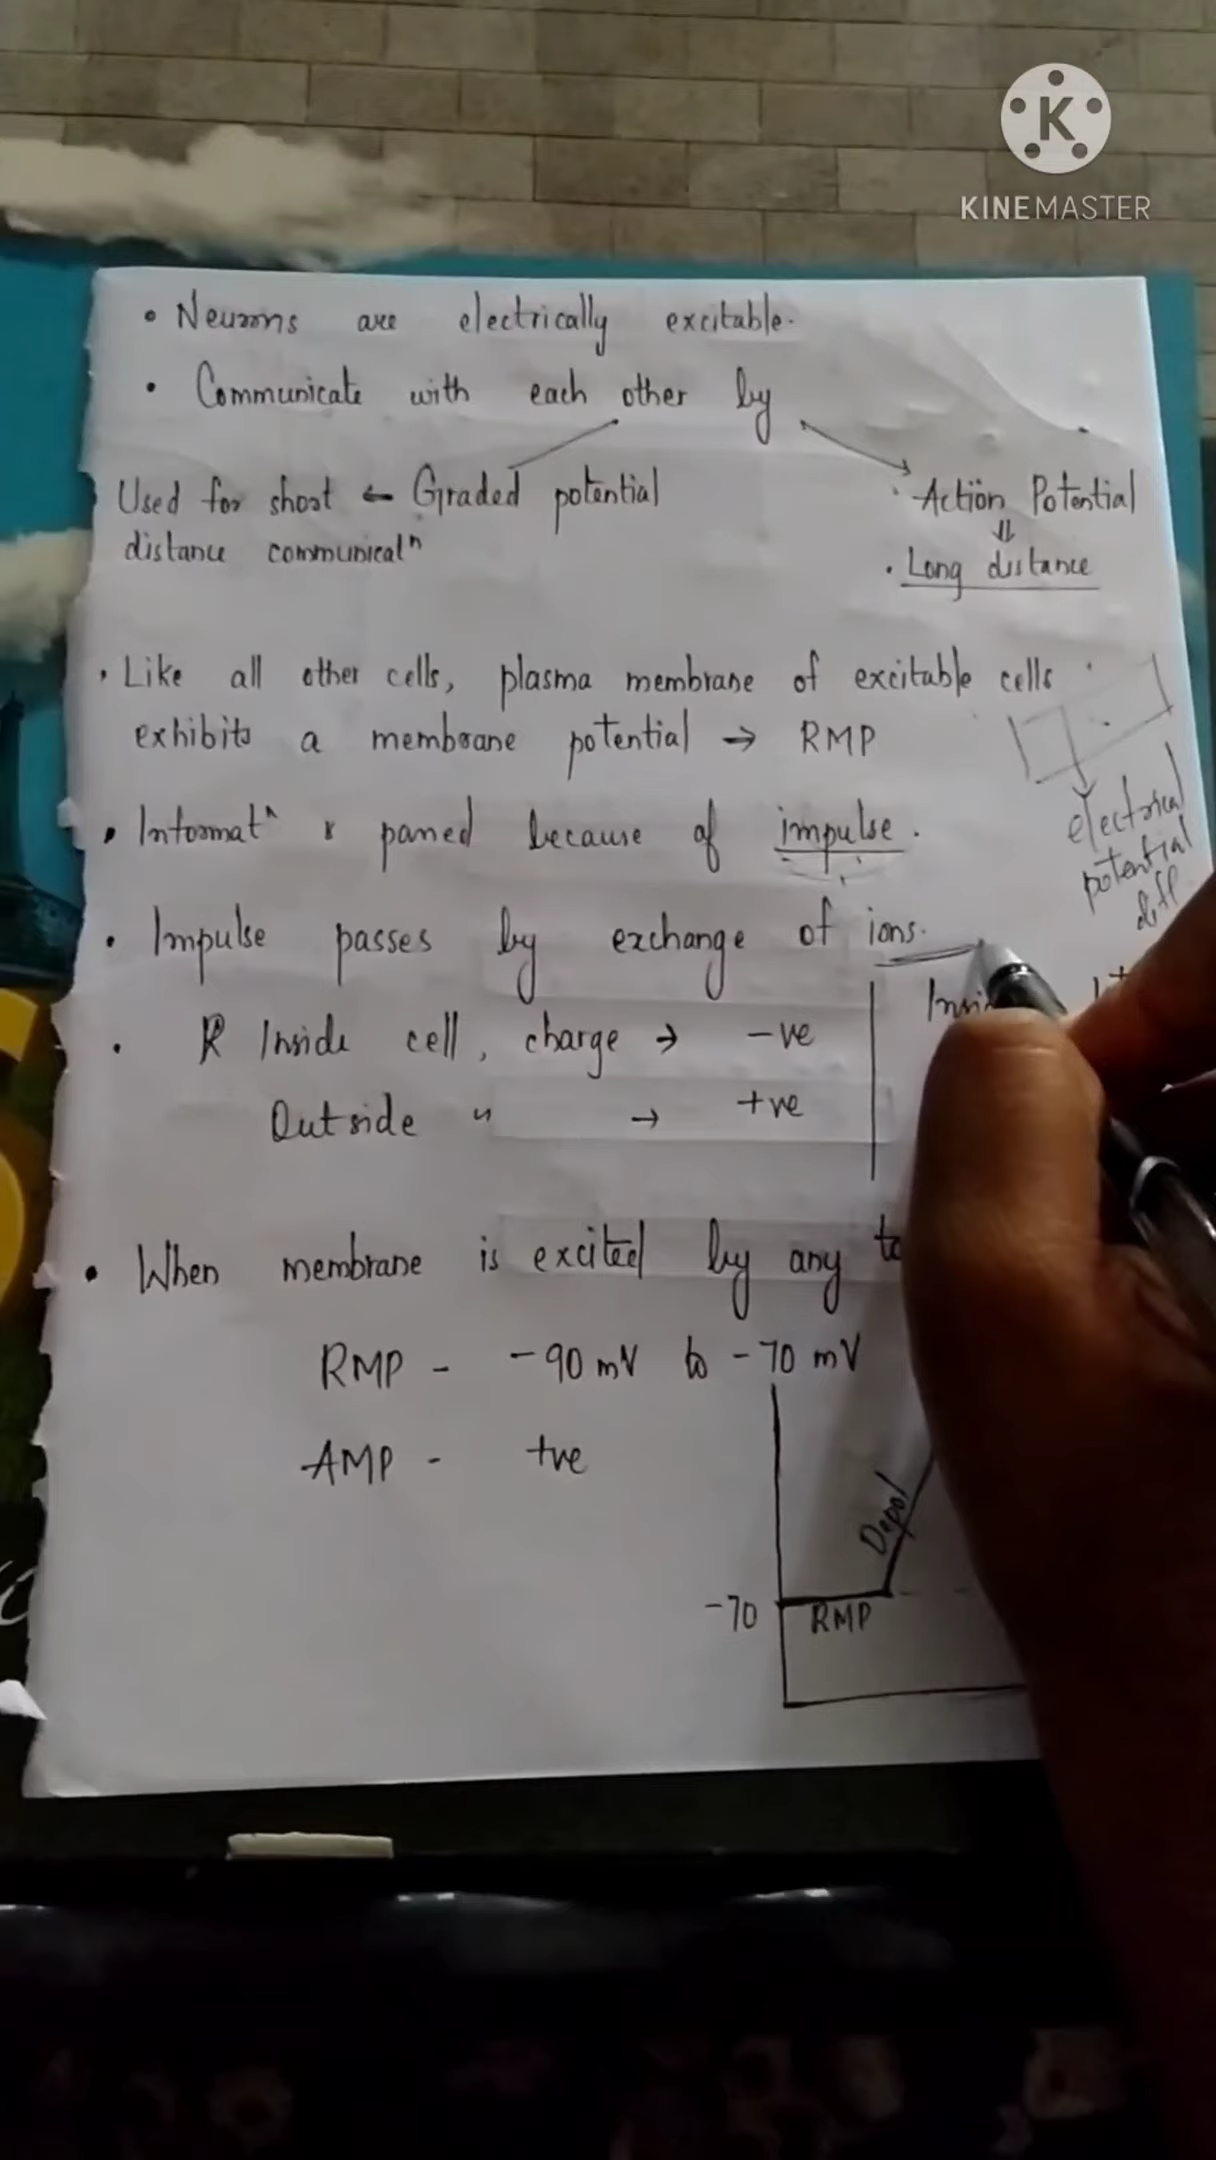 KINEMASTER
• Neurons are electrically excitable.
• Communicate with each other by
Used for short ← Graded potential
distance communicatⁿ
Action Potential
⇓
• Long distance
• Like all other cells, plasma membrane of excitable cells
exhibits a membrane potential → RMP
electrical
potential
diff
• Informatⁿ is passed because of impulse.
• Impulse passes by exchange of ions.
• Inside cell, charge → -ve
Outside " → +ve
• When membrane is excited by any
RMP - -90 mV to -70 mV
AMP - +ve
Depol
-70
RMP